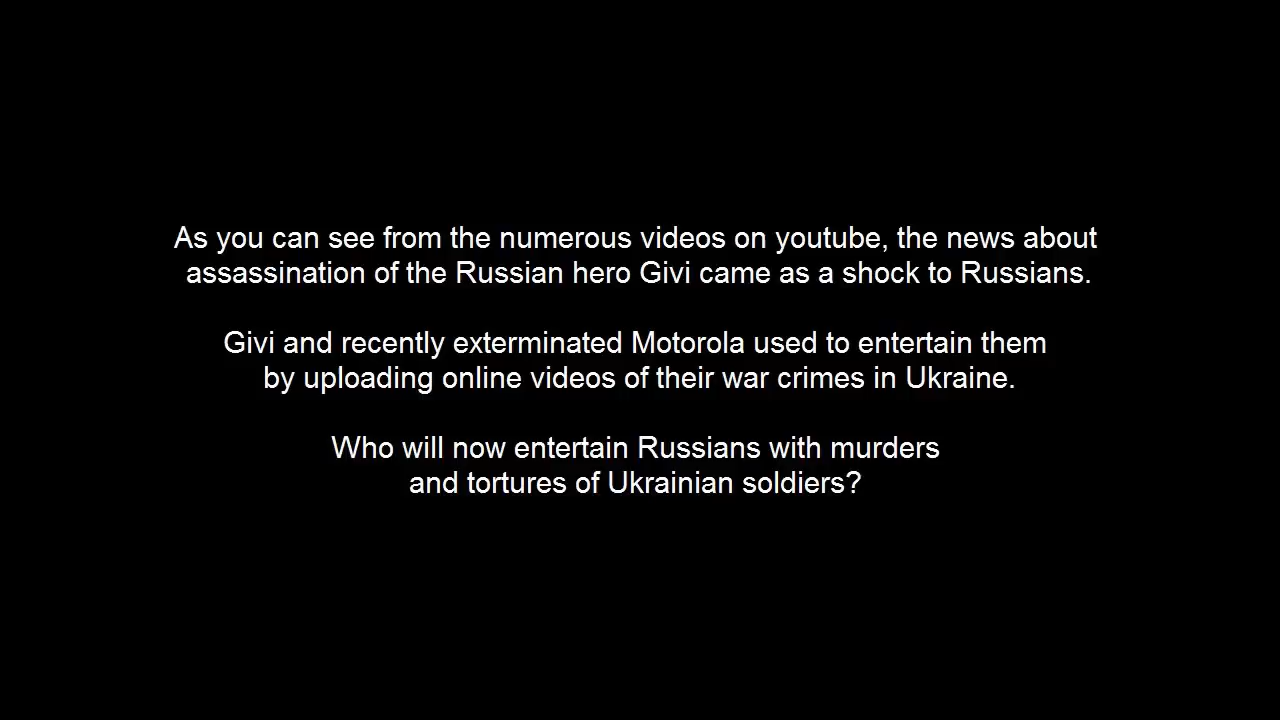 As you can see from the numerous videos on youtube, the news about
assassination of the Russian hero Givi came as a shock to Russians.
Givi and recently exterminated Motorola used to entertain them
by uploading online videos of their war crimes in Ukraine.
Who will now entertain Russians with murders
and tortures of Ukrainian soldiers?